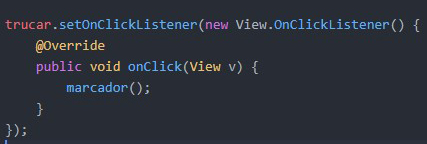 trucar.setOnClickListener(new View.OnClickListener() {
    @Override
    public void onClick(View v) {
        marcador();
    }
});